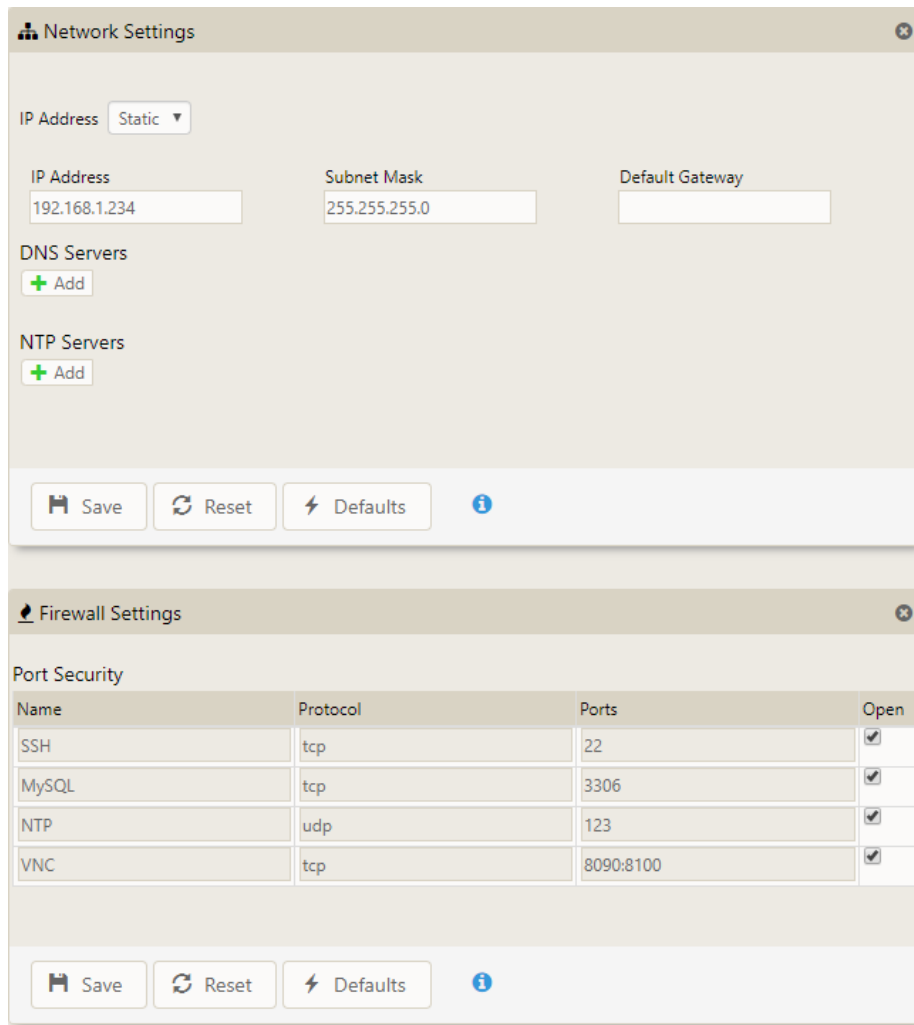 Network Settings
IP Address Static
IP Address Subnet Mask Default Gateway
192.168.1.234 255.255.255.0
DNS Servers
Add
NTP Servers
Add
Save Reset Defaults
Firewall Settings
Port Security
Name Protocol Ports Open
SSH tcp 22
MySQL tcp 3306
NTP udp 123
VNC tcp 8090:8100
Save Reset Defaults